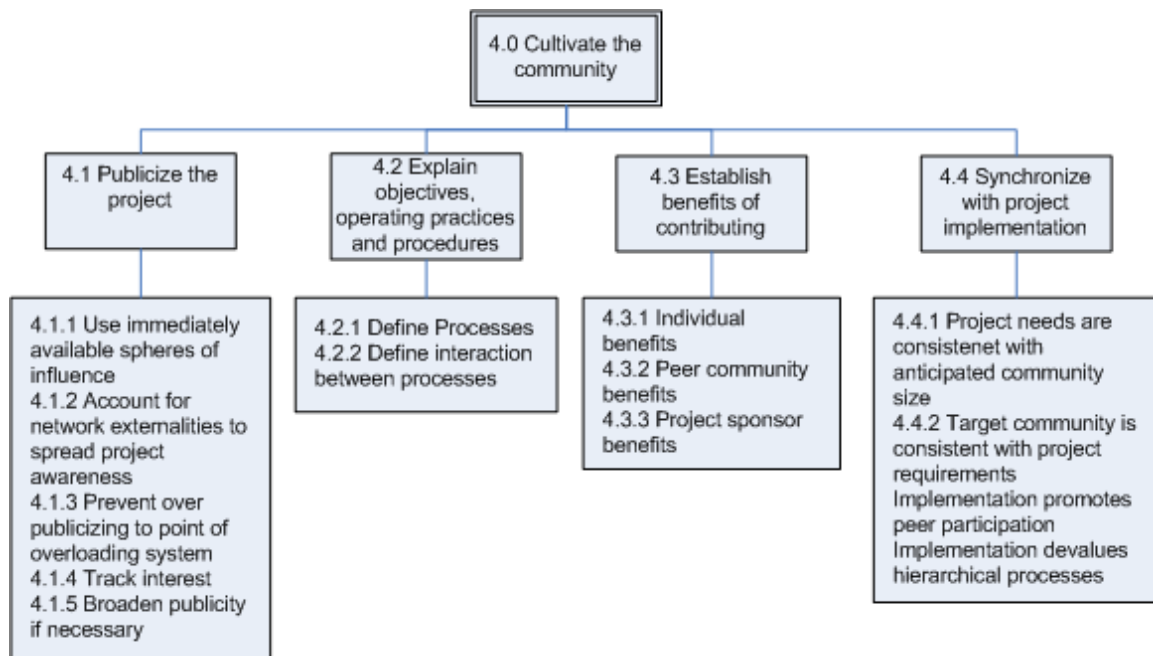 4.0 Cultivate the
community
4.1 Publicize the
project
4.2 Explain
objectives,
operating practices
and procedures
4.3 Establish
benefits of
contributing
4.4 Synchronize
with project
implementation
4.1.1 Use immediately
available spheres of
influence
4.1.2 Account for
network externalities to
spread project
awareness
4.1.3 Prevent over
publicizing to point of
overloading system
4.1.4 Track interest
4.1.5 Broaden publicity
if necessary
4.2.1 Define Processes
4.2.2 Define interaction
between processes
4.3.1 Individual
benefits
4.3.2 Peer community
benefits
4.3.3 Project sponsor
benefits
4.4.1 Project needs are
consistenet with
anticipated community
size
4.4.2 Target community is
consistent with project
requirements
Implementation promotes
peer participation
Implementation devalues
hierarchical processes